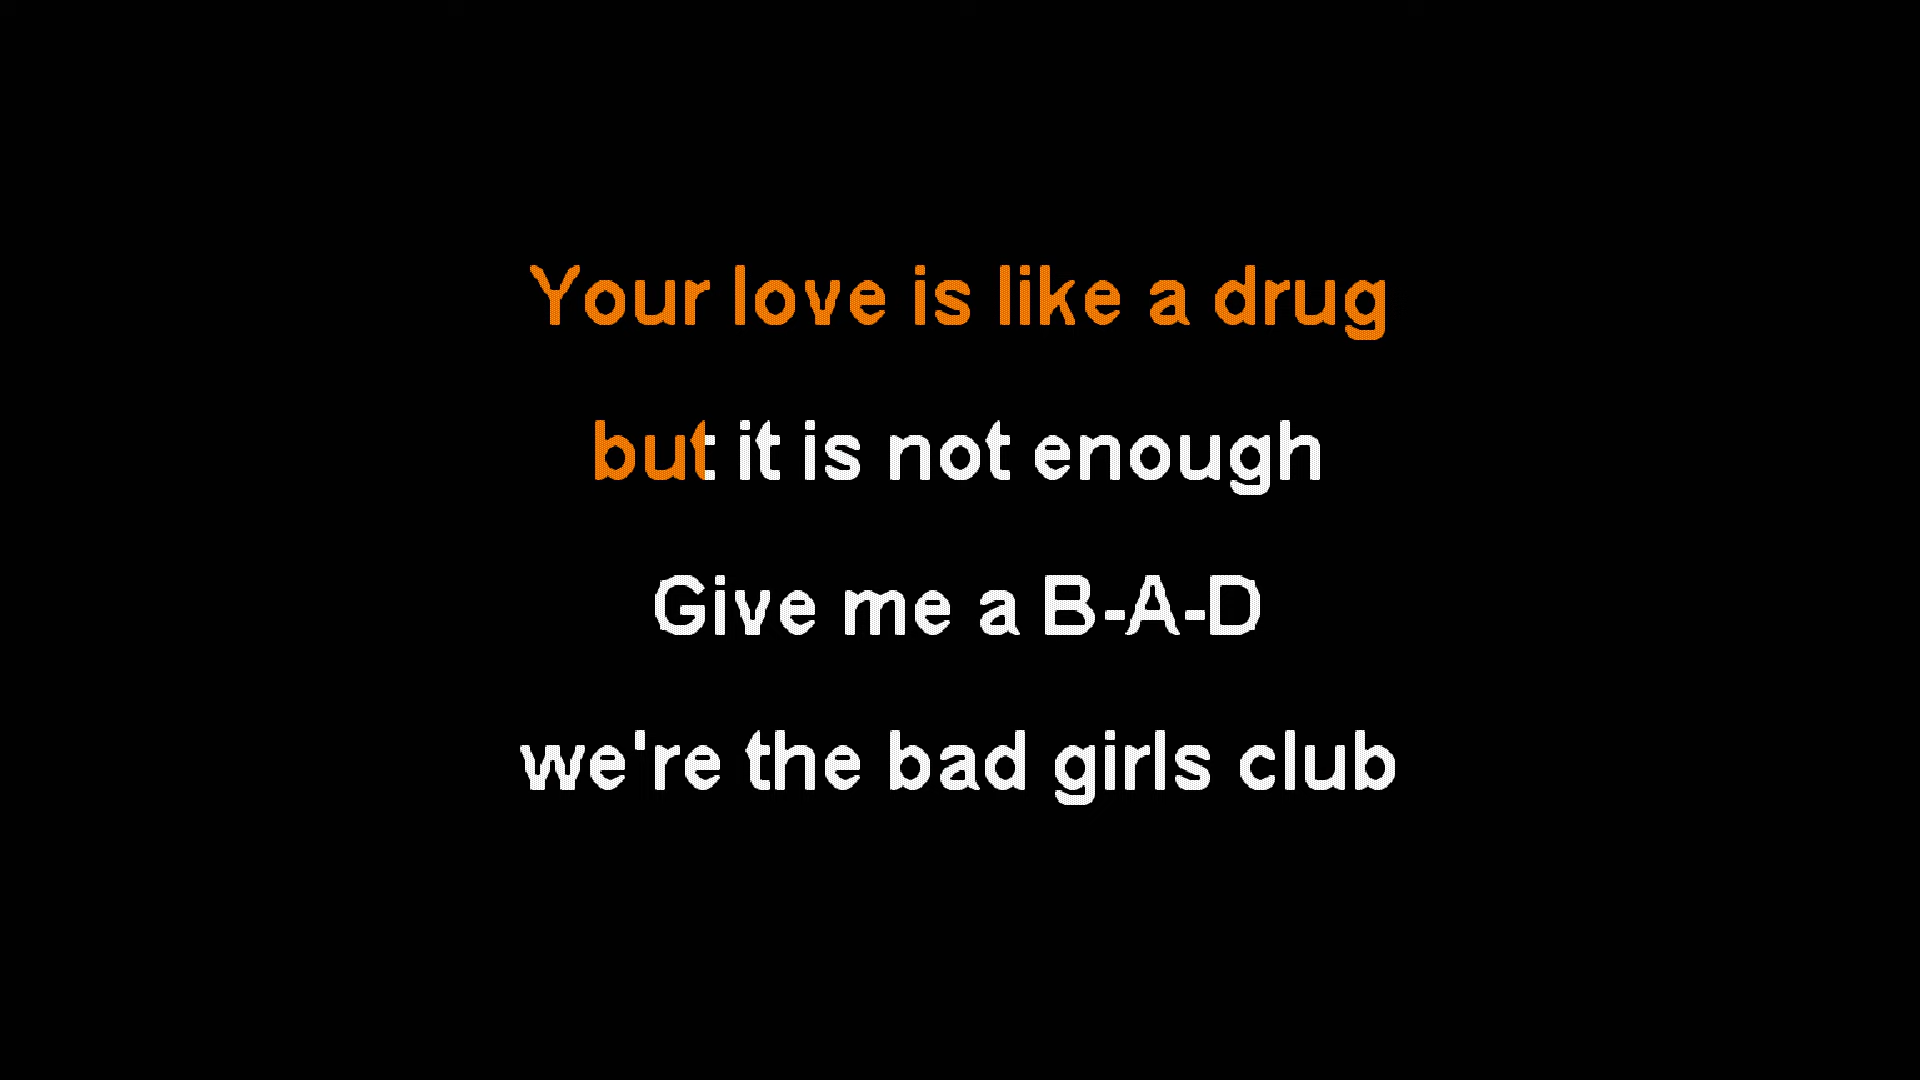 Your love is like a drug
but it is not enough
Give me a B-A-D
we're the bad girls club